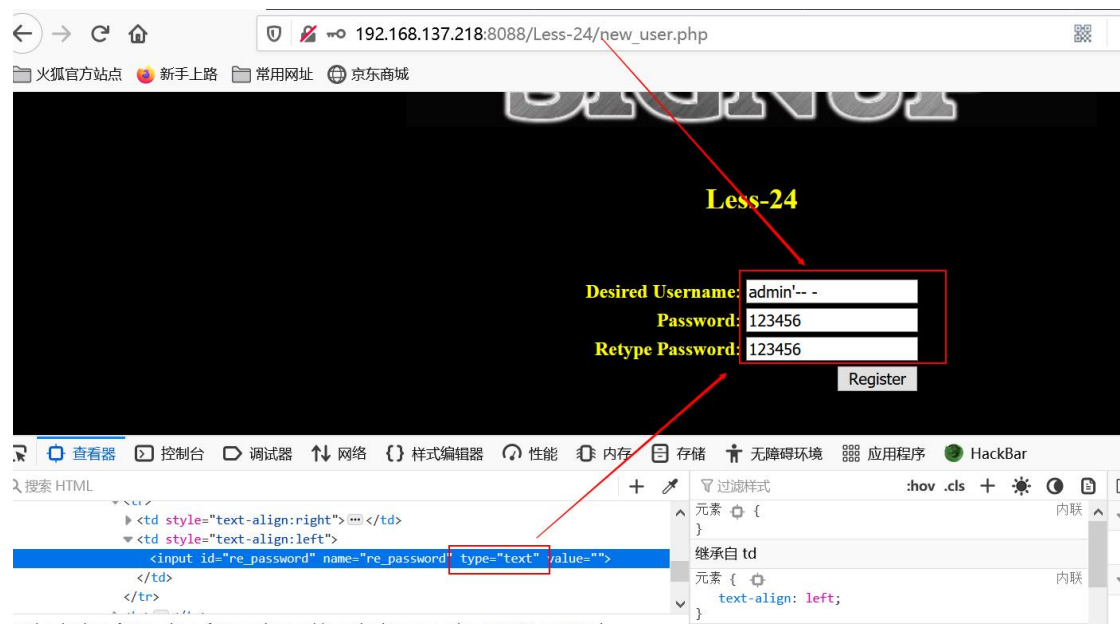 192.168.137.218:8088/Less-24/new_user.php
火狐官方站点 新手上路 常用网址 京东商城
SIGNUP
Less-24
Desired Username: admin'-- -
Password: 123456
Retype Password: 123456
Register
查看器 控制台 调试器 网络 {} 样式编辑器 性能 内存 存储 无障碍环境 应用程序 HackBar
搜索 HTML
<td style="text-align:right"> </td>
<td style="text-align:left">
<input id="re_password" name="re_password" type="text" value="">
</td>
</tr>
过滤样式 :hov .cls
元素 { 内联
}
继承自 td
元素 { 内联
text-align: left;
}